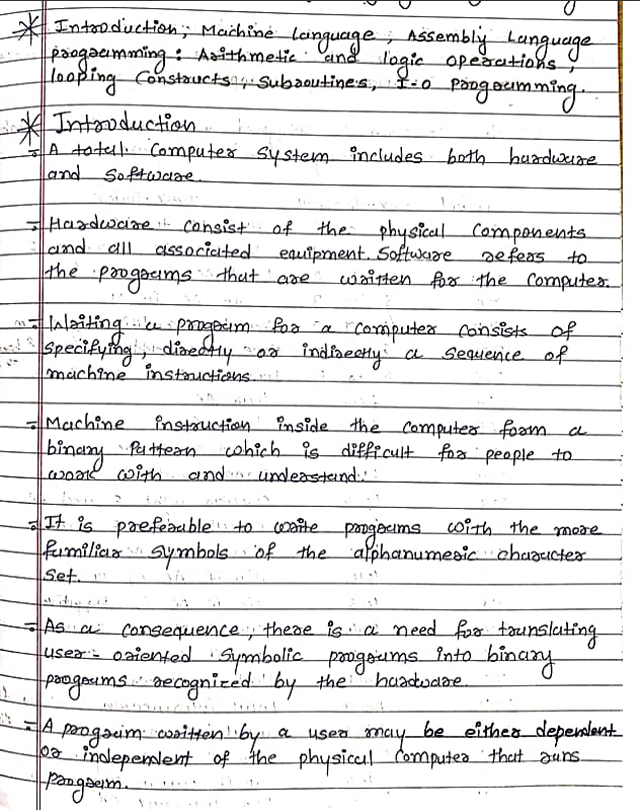 * Introduction; Machine language, Assembly Language
programming: Arithmetic and logic operations,
looping Constructs, Subroutines, I-O Programming.
* Introduction
- A total computer system includes both hardware
and Software.
- Hardware consist of the physical Components
and all associated equipment. Software refers to
the programs that are written for the computer.
- Writing a program for a computer consists of
specifying, directly or indirectly a sequence of
machine instructions.
- Machine instruction inside the computer form a
binary Pattern which is difficult for people to
work with and understand.
- It is preferable to write programs with the more
familiar symbols of the alphanumeric character
set.
- As a consequence, there is a need for translating
user-oriented symbolic programs into binary
programs recognized by the hardware.
- A program written by a user may be either dependent
or independent of the physical computer that runs
program.